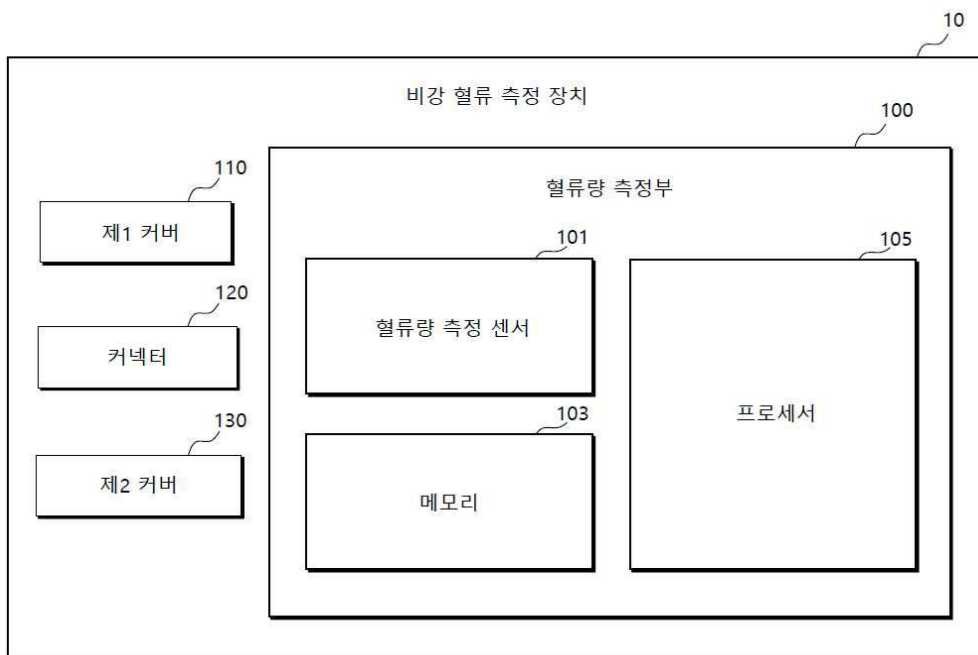 10
비강 혈류 측정 장치
100
혈류량 측정부
110
제1 커버
101
혈류량 측정 센서
105
프로세서
120
커넥터
103
메모리
130
제2 커버